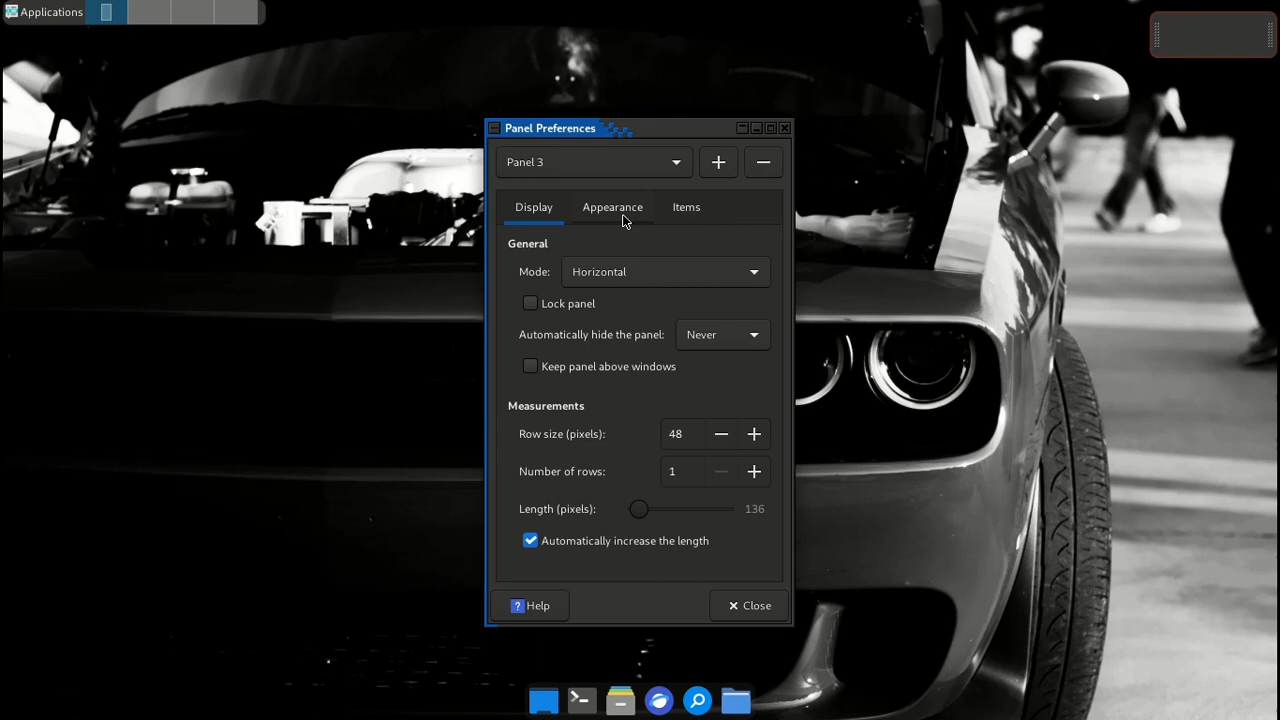 Applications
Panel Preferences
Panel 3
Display Appearance Items
General
Mode: Horizontal
Lock panel
Automatically hide the panel: Never
Keep panel above windows
Measurements
Row size (pixels): 48
Number of rows: 1
Length (pixels): 136
Automatically increase the length
? Help
Close